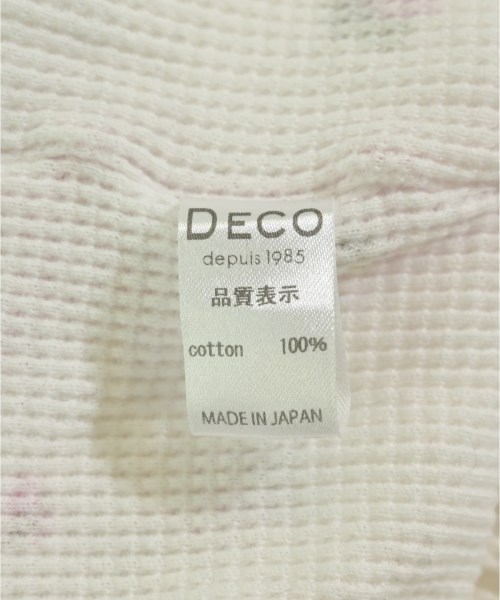 DECO
depuis 1985
品質表示
cotton 100%
MADE IN JAPAN